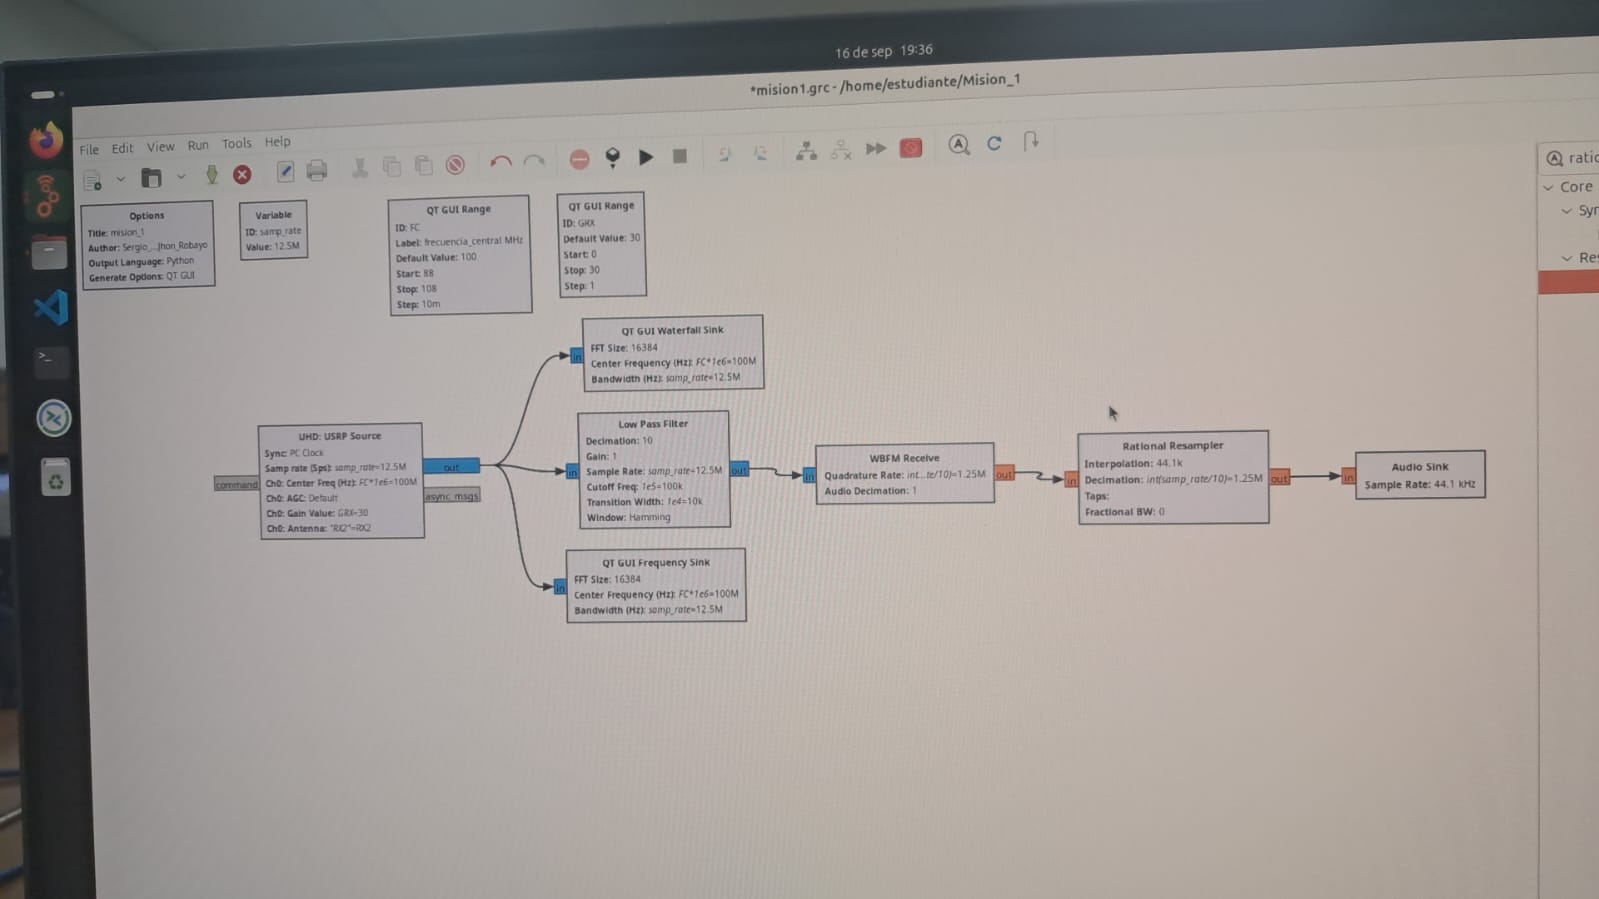 16 de sep 19:36
*mision1.grc - /home/estudiante/Mision_1
File Edit View Run Tools Help
Options
Title: mision_1
Author: Sergio_...Jhon_Robayo
Output Language: Python
Generate Options: QT GUI
Variable
ID: samp_rate
Value: 12.5M
QT GUI Range
ID: FC
Label: frecuencia_central MHz
Default Value: 100
Start: 88
Stop: 108
Step: 10m
QT GUI Range
ID: GRX
Default Value: 30
Start: 0
Stop: 30
Step: 1
Core
QT GUI Waterfall Sink
FFT Size: 16384
Center Frequency (Hz): FC*1e6=100M
Bandwidth (Hz): samp_rate=12.5M
in
UHD: USRP Source
Sync: PC Clock
Samp rate (Sps): samp_rate=12.5M
Ch0: Center Freq (Hz): FC*1e6=100M
Ch0: AGC: Default
Ch0: Gain Value: GRX=30
Ch0: Antenna: "RX2"=RX2
command
out
async_msgs
Low Pass Filter
Decimation: 10
Gain: 1
Sample Rate: samp_rate=12.5M
Cutoff Freq: 1e5=100k
Transition Width: 1e4=10k
Window: Hamming
in
out
WBFM Receive
Quadrature Rate: int...te/10)=1.25M
Audio Decimation: 1
in
out
Rational Resampler
Interpolation: 44.1k
Decimation: int(samp_rate/10)=1.25M
Taps:
Fractional BW: 0
in
out
Audio Sink
Sample Rate: 44.1 kHz
in
QT GUI Frequency Sink
FFT Size: 16384
Center Frequency (Hz): FC*1e6=100M
Bandwidth (Hz): samp_rate=12.5M
in